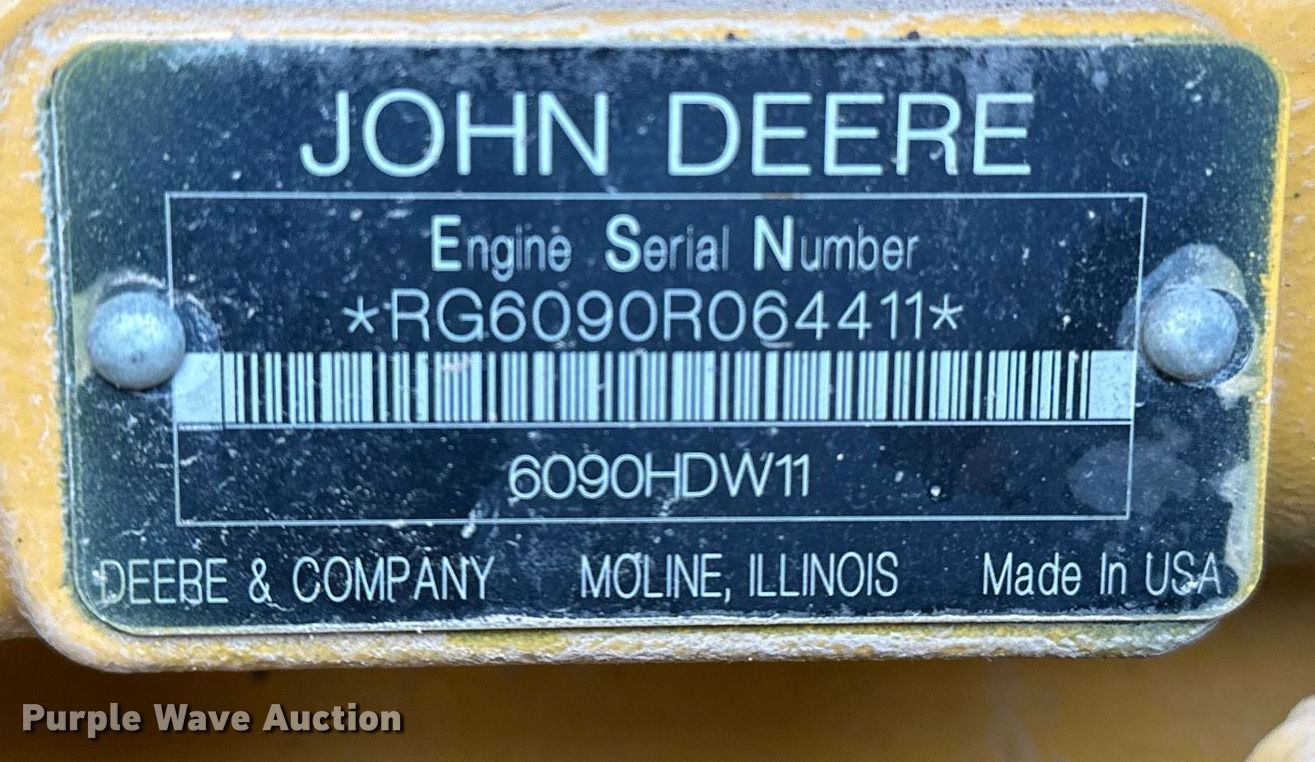 JOHN DEERE
Engine Serial Number
*RG6090R064411*
6090HDW11
DEERE & COMPANY MOLINE, ILLINOIS Made In USA
Purple Wave Auction